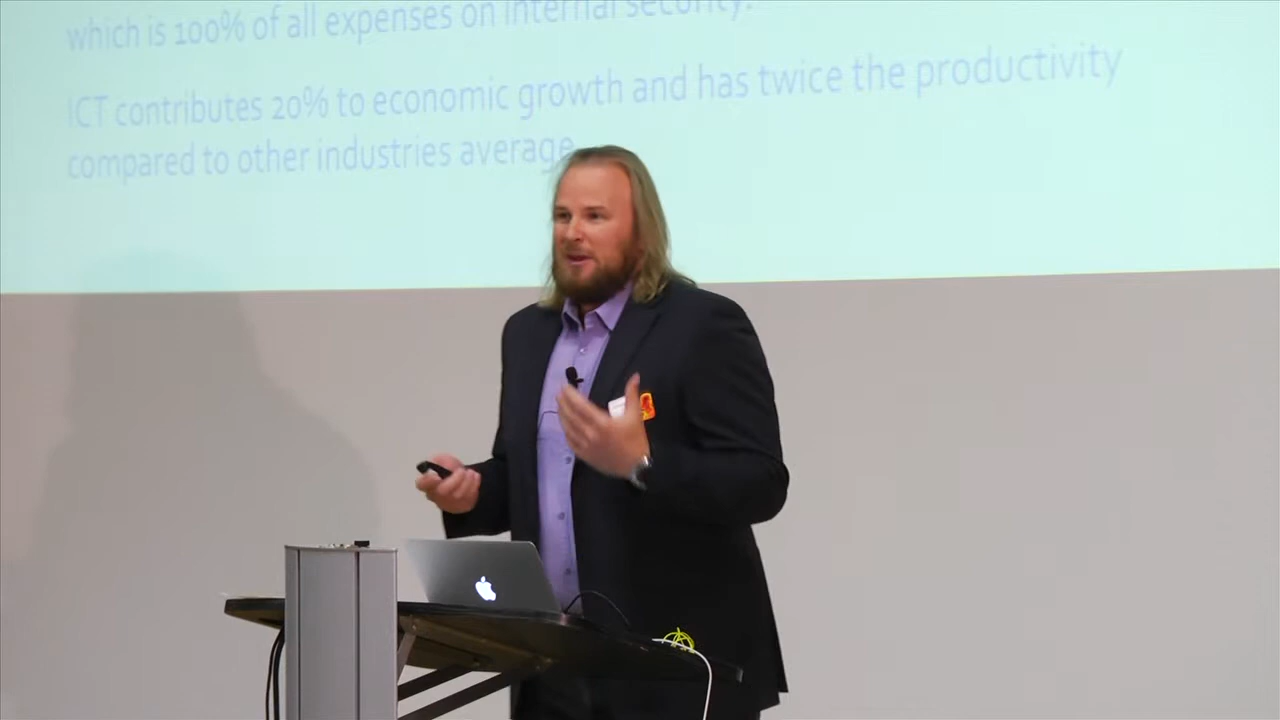 which is 100% of all expenses on internal security.
ICT contributes 20% to economic growth and has twice the productivity
compared to other industries average